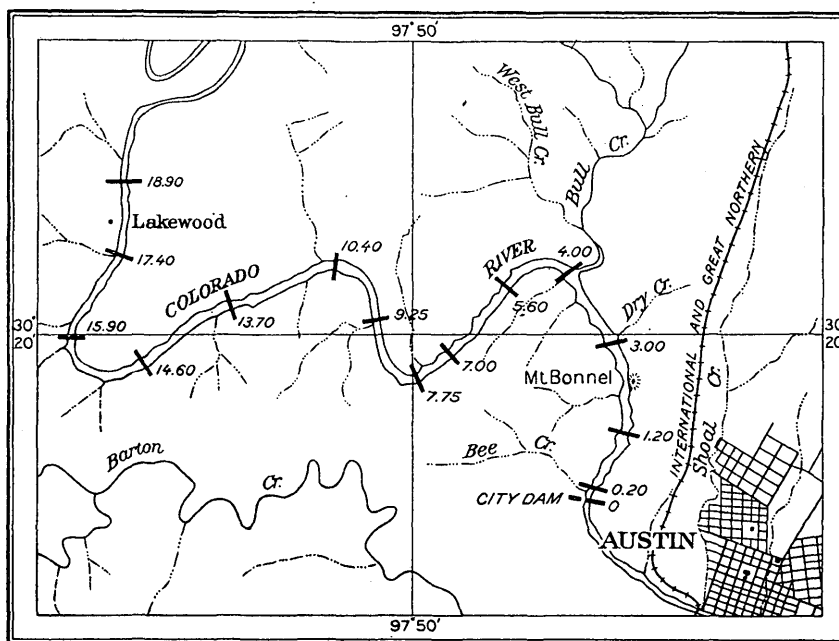 97° 50'
West Bull Cr.
Bull Cr.
INTERNATIONAL AND GREAT NORTHERN
18.90
Lakewood
17.40
10.40
COLORADO RIVER
4.00
5.60
Dry Cr.
13.70
9.25
30° 20'
15.90
30° 20'
3.00
14.60
7.00
7.75
Mt.Bonnel
Shoal Cr.
1.20
Barton Cr.
Bee Cr.
0.20
CITY DAM
0
AUSTIN
97° 50'